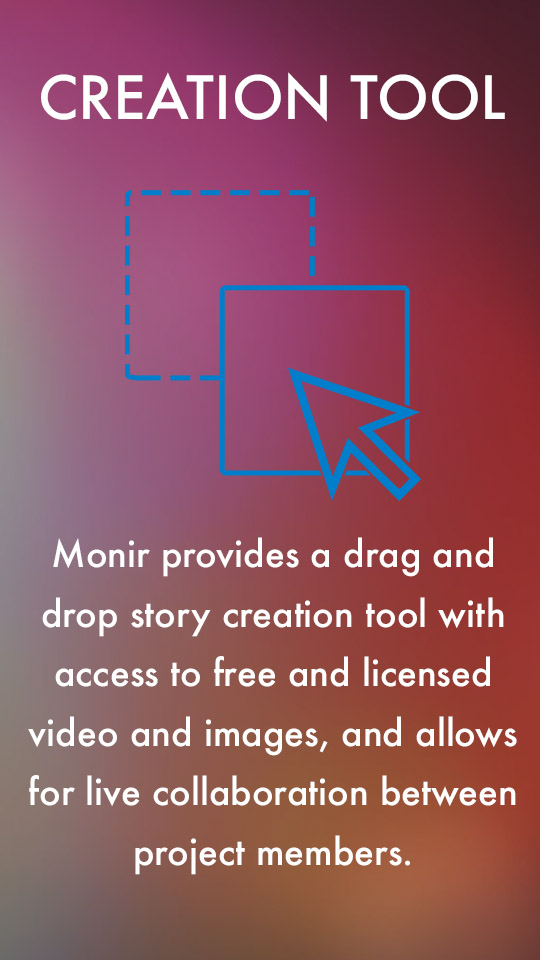 CREATION TOOL
Monir provides a drag and
drop story creation tool with
access to free and licensed
video and images, and allows
for live collaboration between
project members.